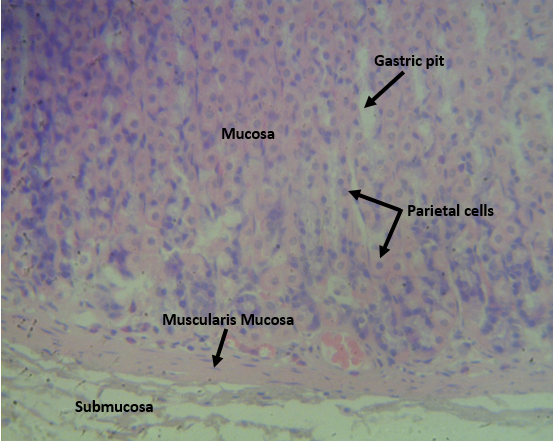 Gastric pit
Mucosa
Parietal cells
Muscularis Mucosa
Submucosa